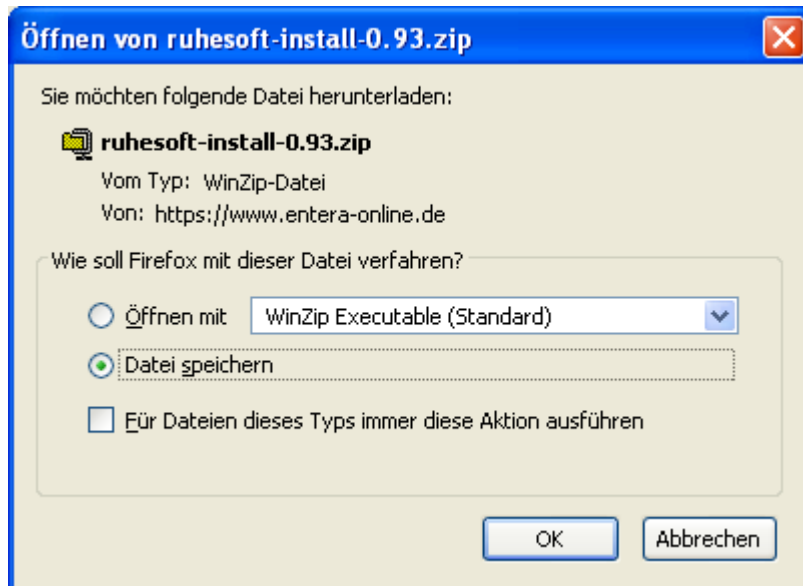 Öffnen von ruhesoft-install-0.93.zip
Sie möchten folgende Datei herunterladen:
ruhesoft-install-0.93.zip
Vom Typ: WinZip-Datei
Von: https://www.entera-online.de
Wie soll Firefox mit dieser Datei verfahren?
Öffnen mit WinZip Executable (Standard)
Datei speichern
Für Dateien dieses Typs immer diese Aktion ausführen
OK Abbrechen